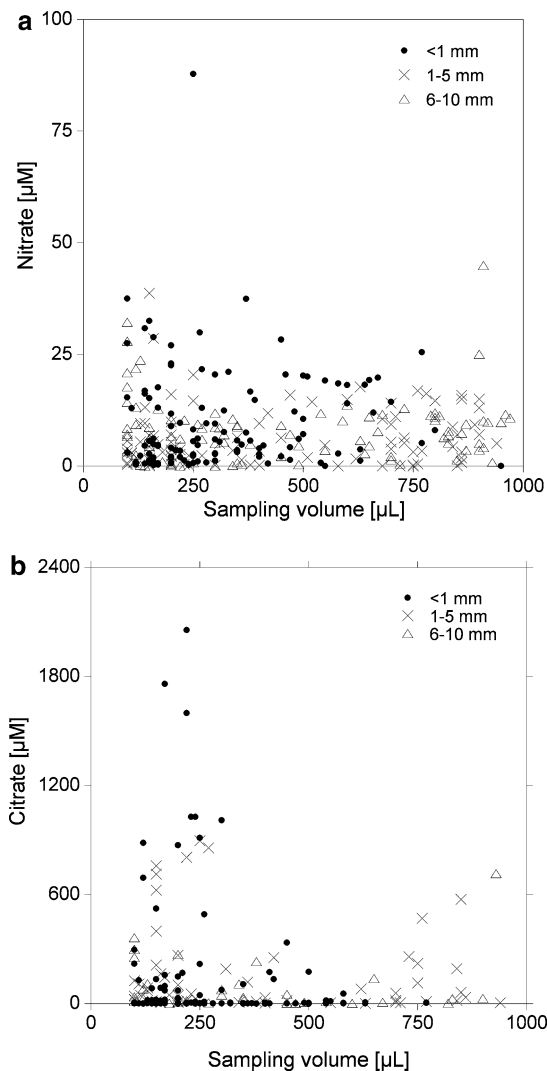 a
100
<1 mm
1-5 mm
6-10 mm
75
Nitrate [µM]
50
25
0
0
250
500
750
1000
Sampling volume [µL]
b
2400
<1 mm
1-5 mm
6-10 mm
1800
Citrate [µM]
1200
600
0
0
250
500
750
1000
Sampling volume [µL]